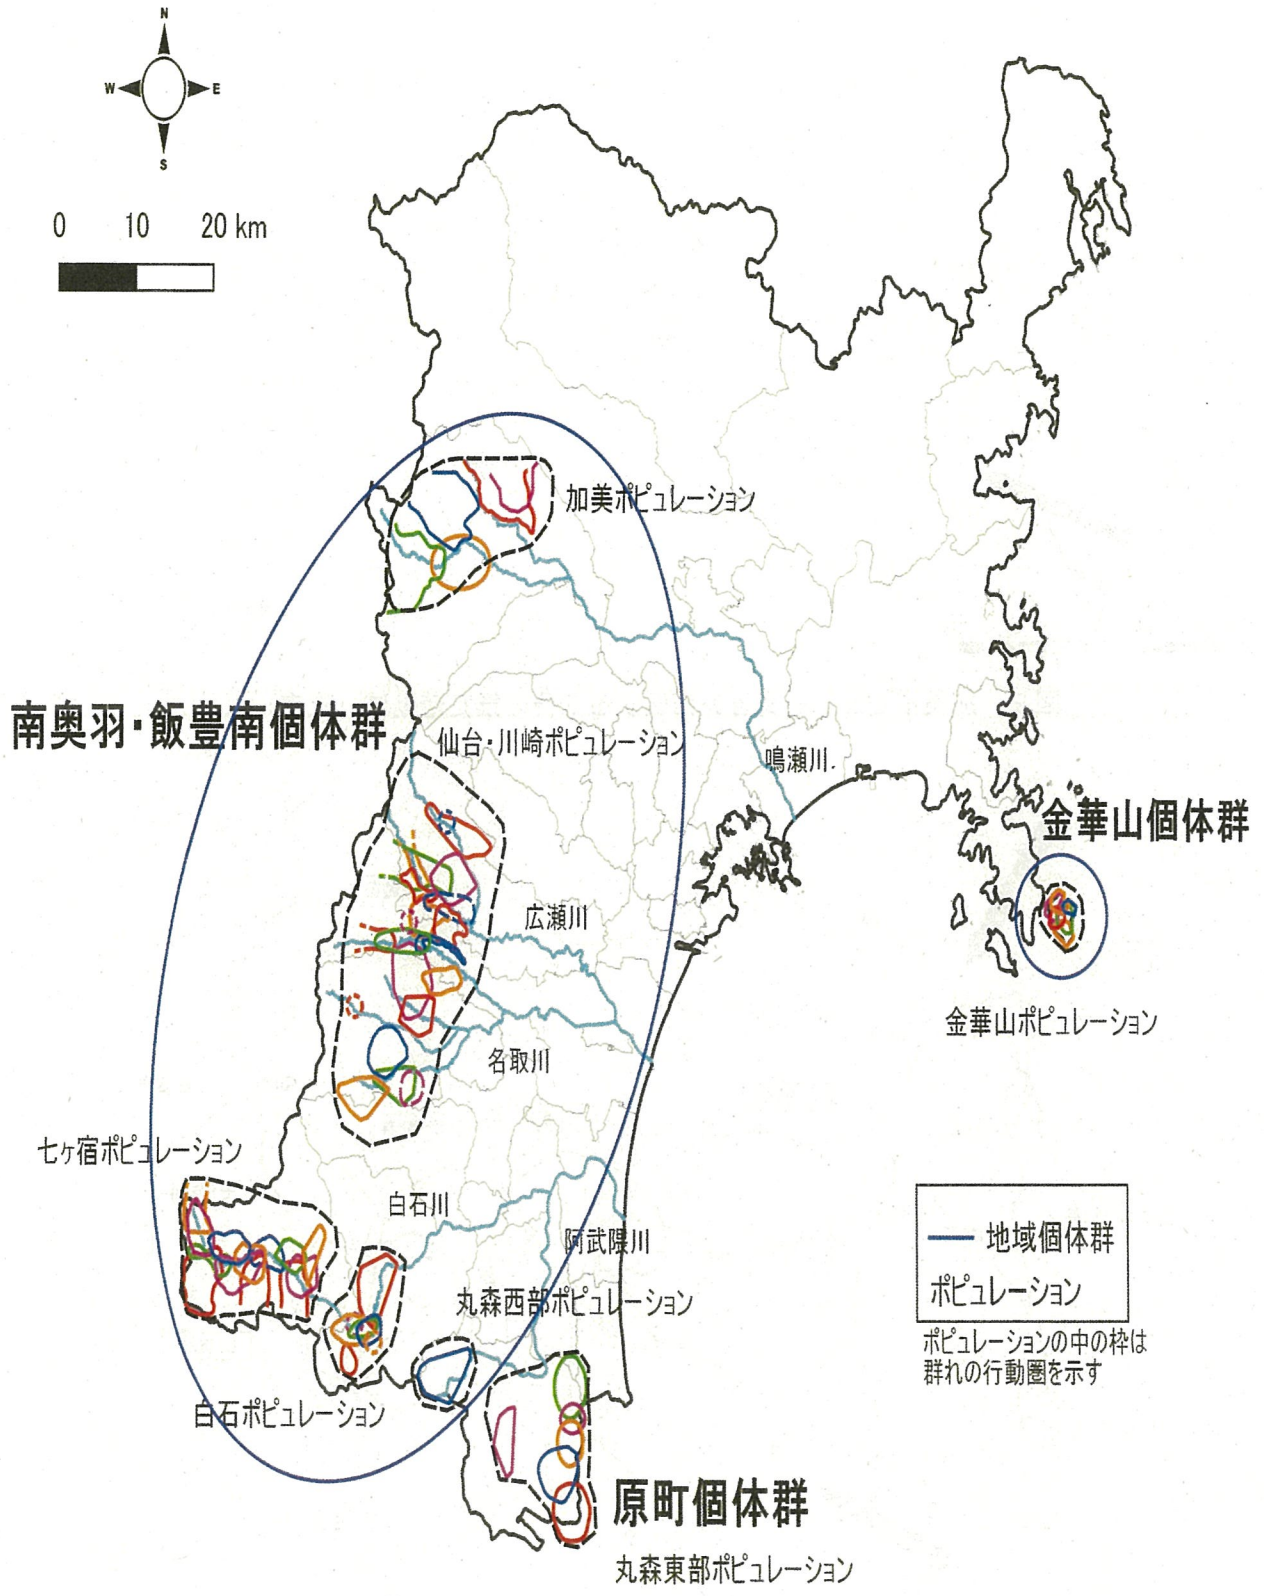 N
W E
S
0 10 20 km
加美ポピュレーション
南奥羽・飯豊南個体群
仙台・川崎ポピュレーション
鳴瀬川
金華山個体群
広瀬川
金華山ポピュレーション
名取川
七ヶ宿ポピュレーション
白石川
阿武隈川
地域個体群
ポピュレーション
丸森西部ポピュレーション
ポピュレーションの中の枠は
群れの行動圏を示す
白石ポピュレーション
原町個体群
丸森東部ポピュレーション